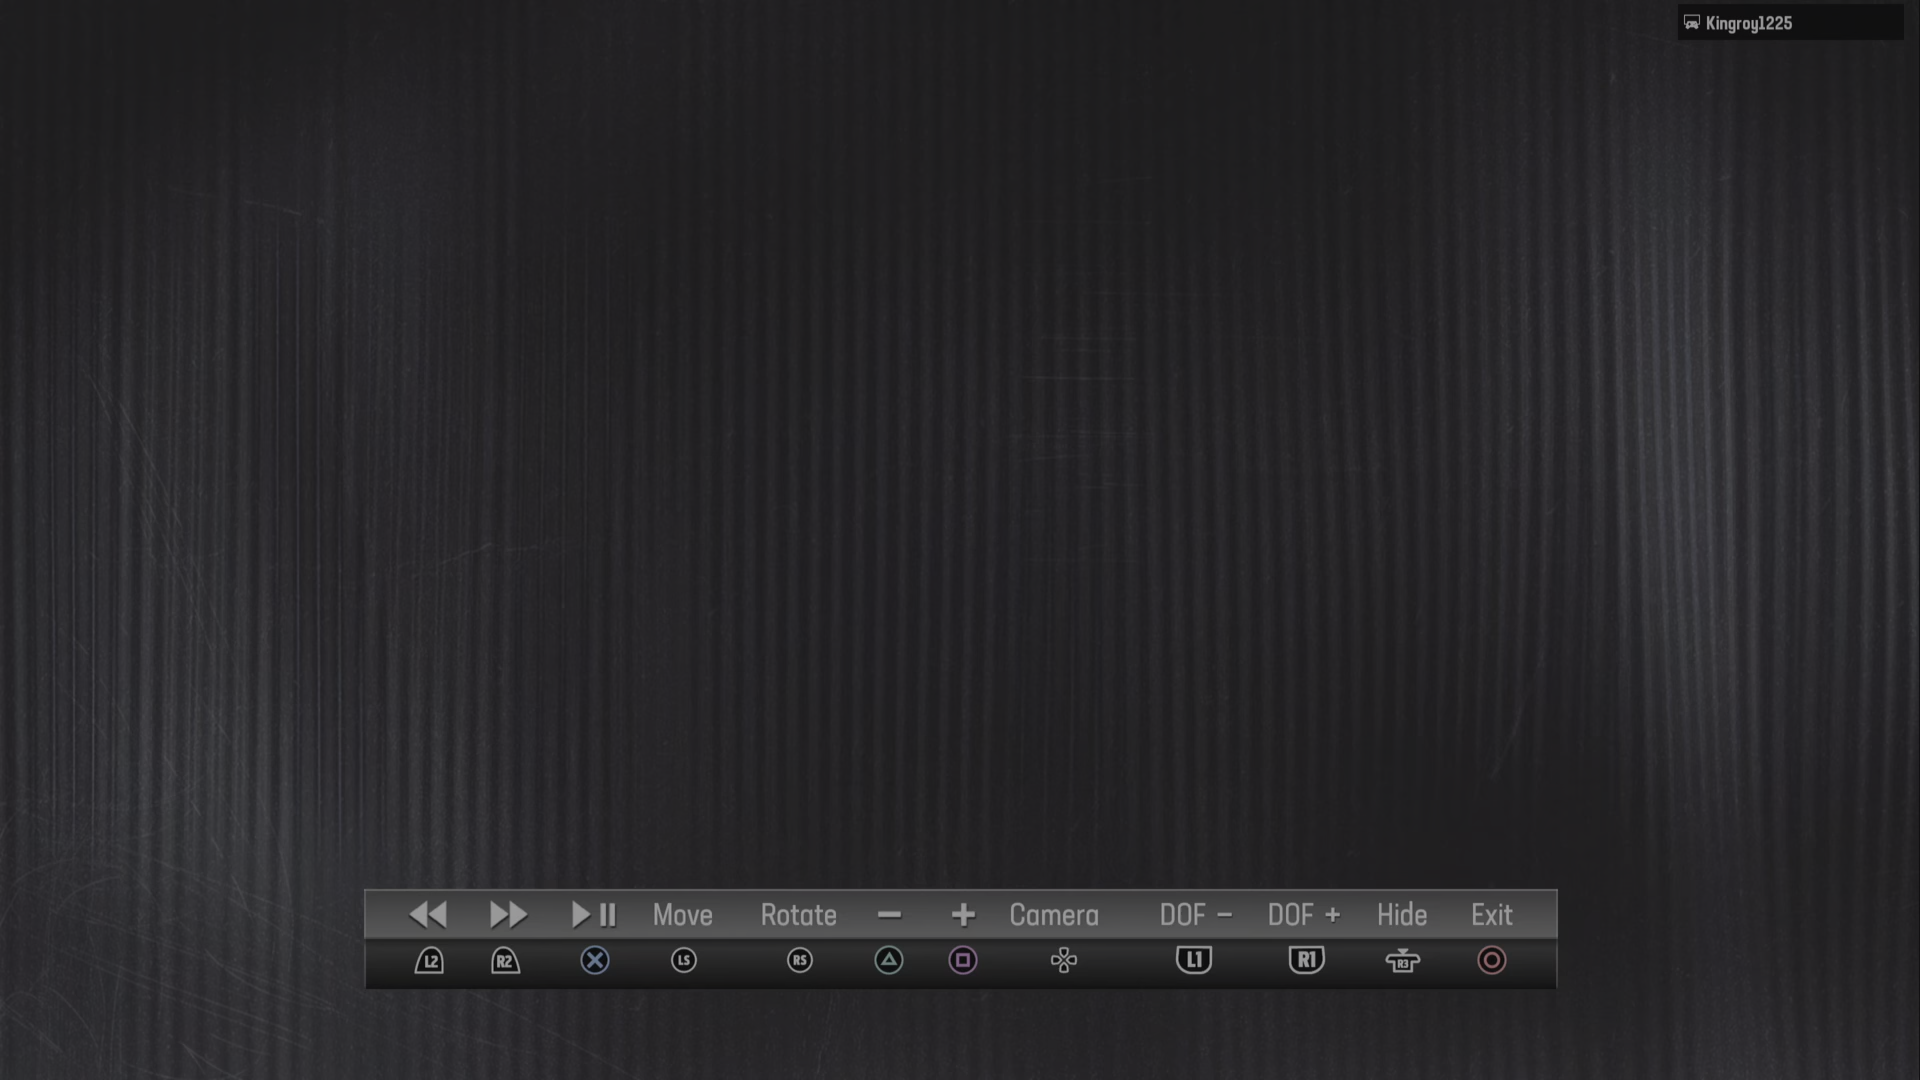 Kingroy1225
Move Rotate − + Camera DOF − DOF + Hide Exit
L2 R2 LS RS L1 R1 R3